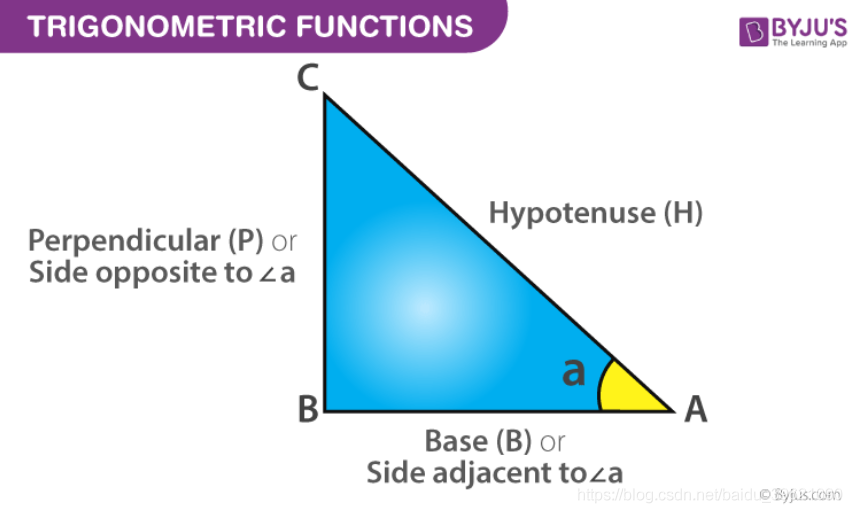 TRIGONOMETRIC FUNCTIONS
BYJU'S
The Learning App
C
Hypotenuse (H)
Perpendicular (P) or
Side opposite to ∠a
a
B
A
Base (B) or
Side adjacent to∠a
https://blog.csdn.net/baidu_
© Byjus.com